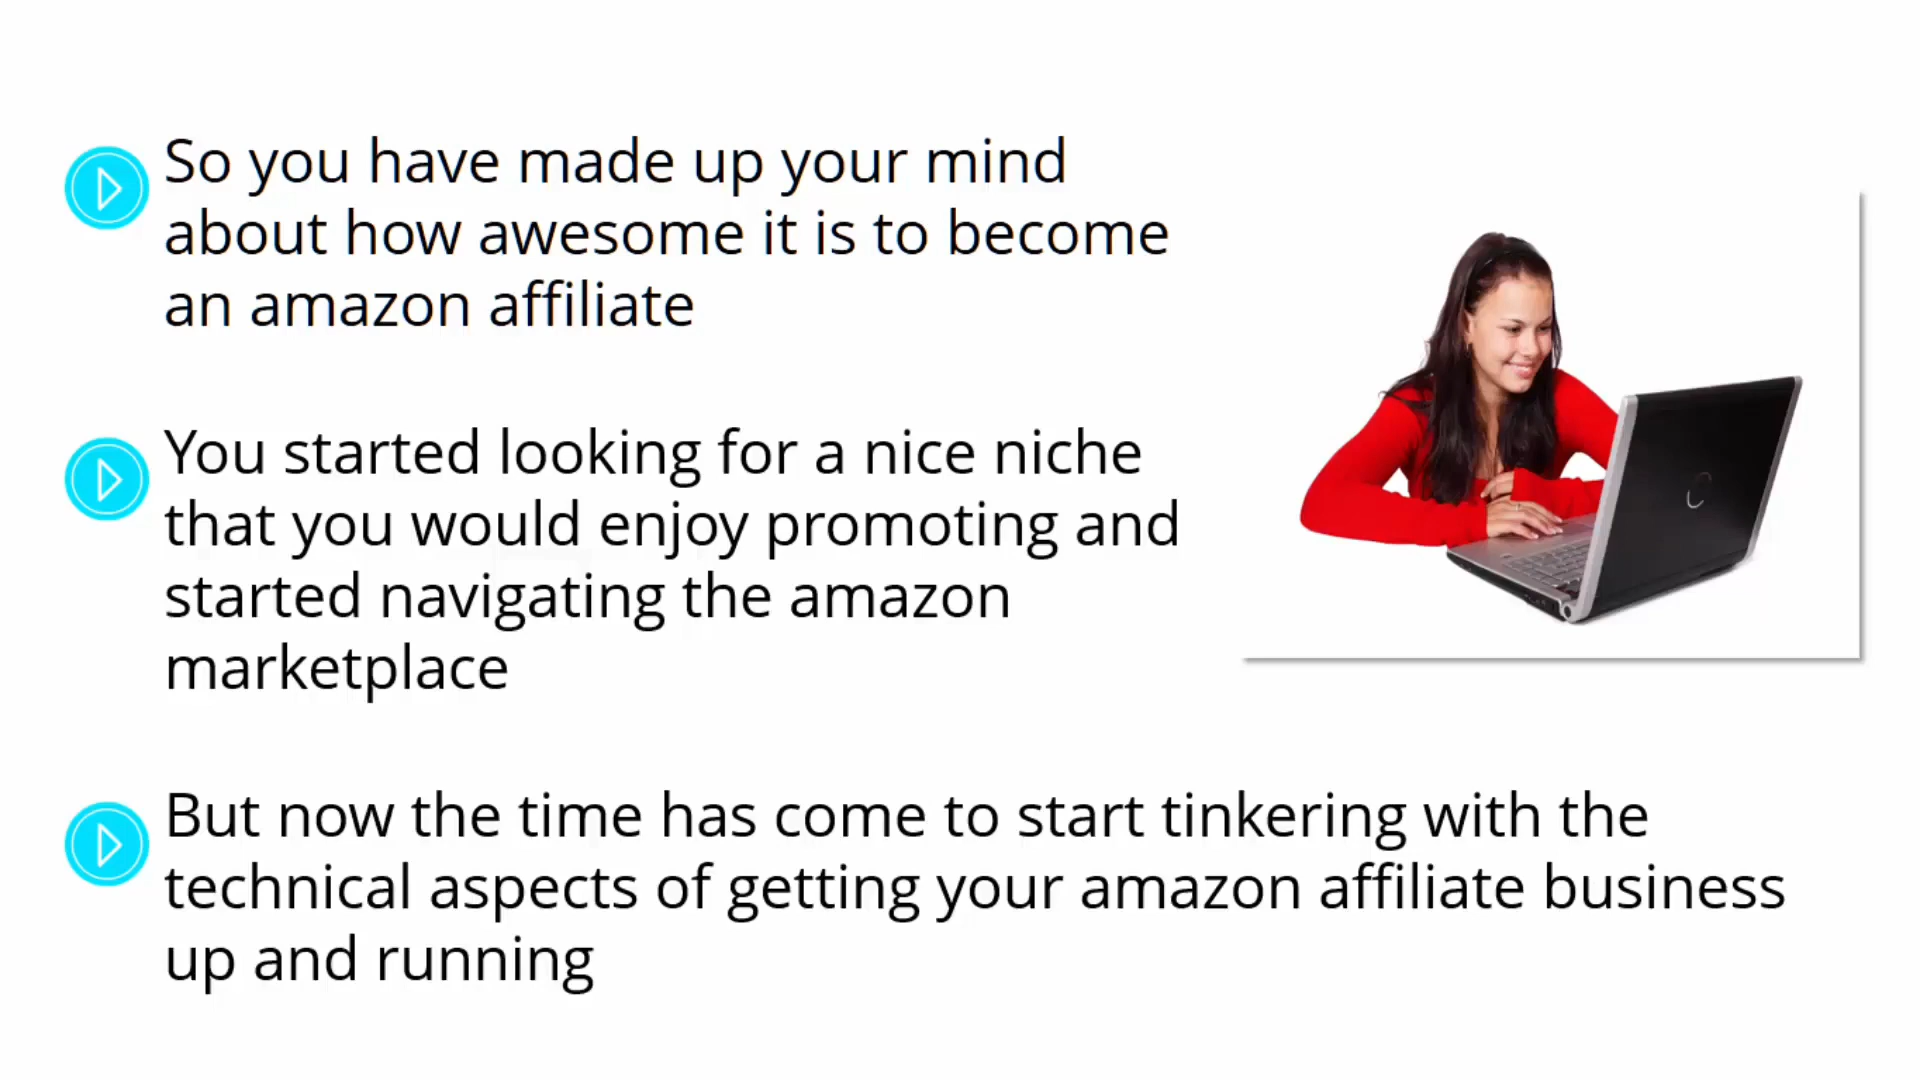 So you have made up your mind
about how awesome it is to become
an amazon affiliate
You started looking for a nice niche
that you would enjoy promoting and
started navigating the amazon
marketplace
But now the time has come to start tinkering with the
technical aspects of getting your amazon affiliate business
up and running